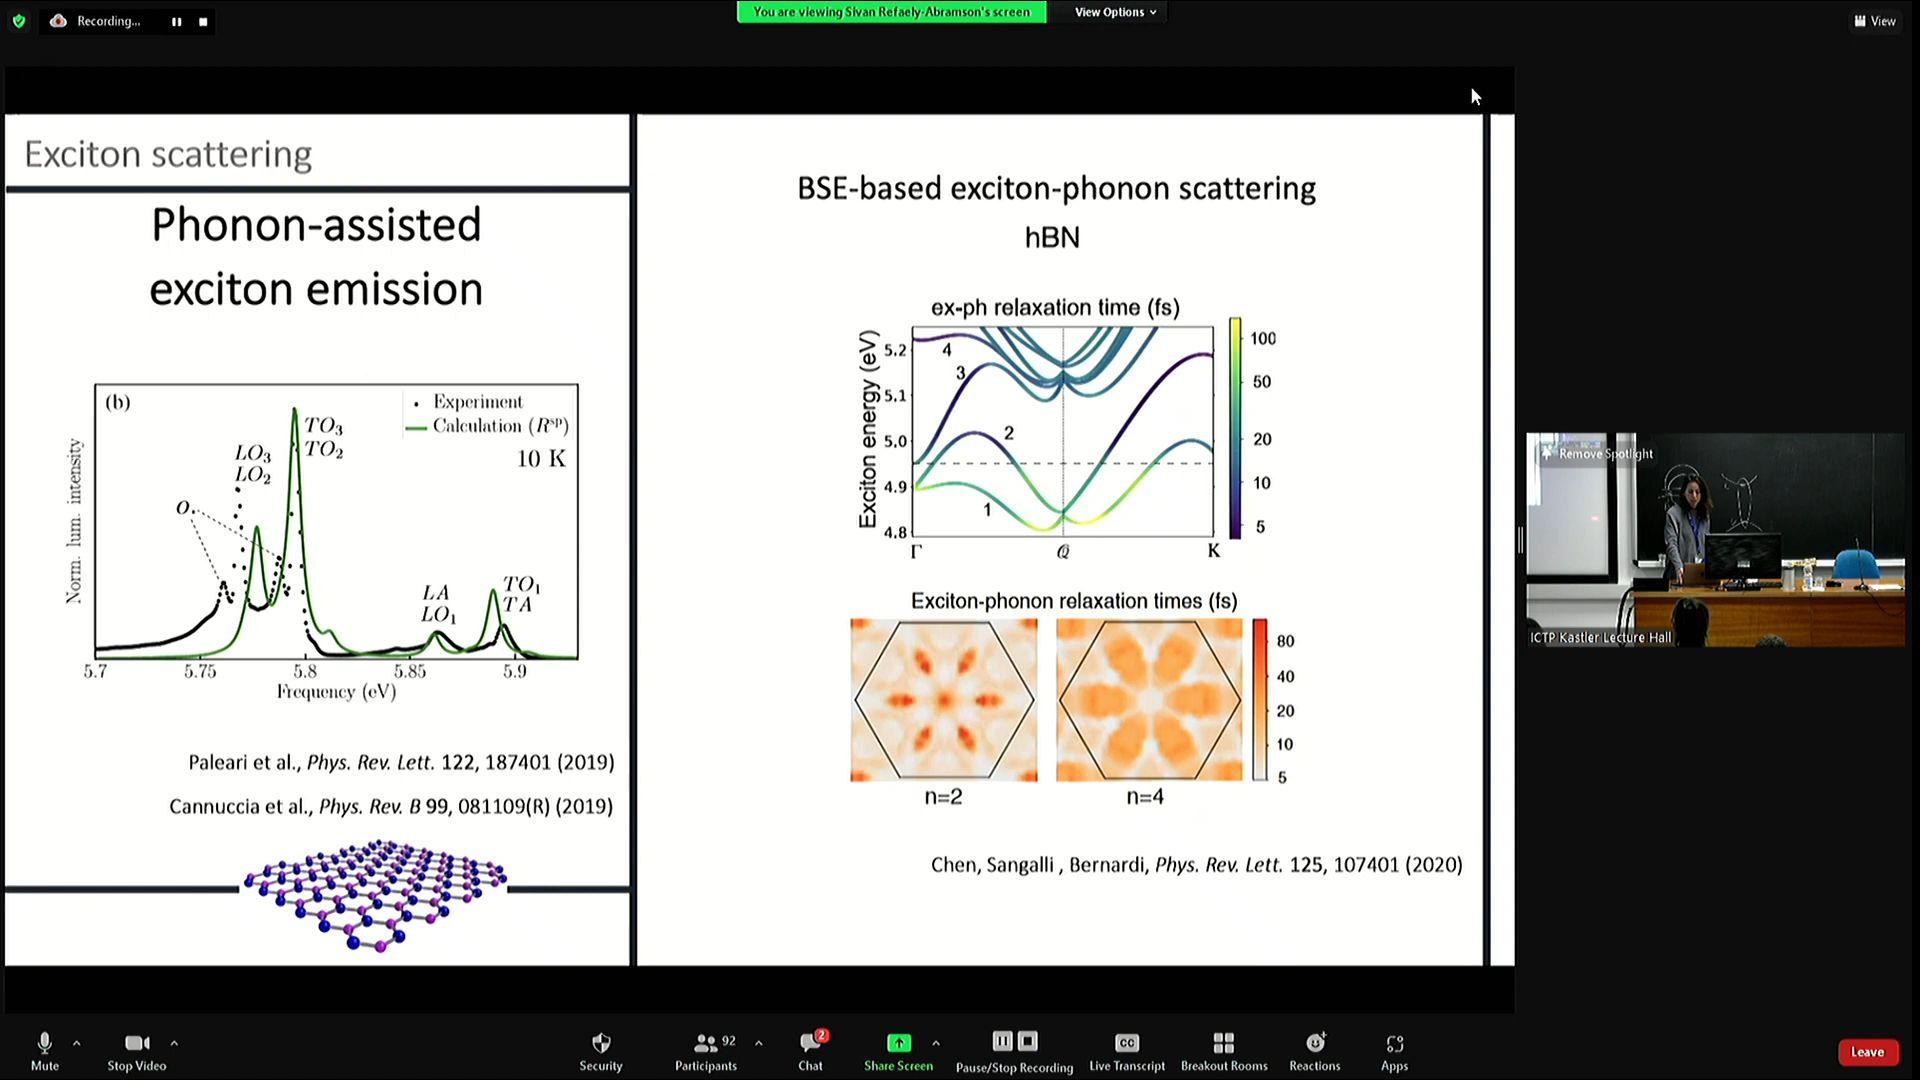 Recording...
You are viewing Sivan Refaely-Abramson's screen
View Options
View
Exciton scattering
Phonon-assisted
exciton emission
(b)
Experiment
Calculation (Rˢᵖ)
10 K
TO₃
TO₂
LO₃
LO₂
O.
LA
LO₁
TO₁
TA
Norm. lum. intensity
5.7 5.75 5.8 5.85 5.9
Frequency (eV)
Paleari et al., Phys. Rev. Lett. 122, 187401 (2019)
Cannuccia et al., Phys. Rev. B 99, 081109(R) (2019)
BSE-based exciton-phonon scattering
hBN
ex-ph relaxation time (fs)
Exciton energy (eV)
5.2
5.1
5.0
4.9
4.8
4
3
2
1
Γ Q K
100
50
20
10
5
Exciton-phonon relaxation times (fs)
80
40
20
10
5
n=2 n=4
Chen, Sangalli , Bernardi, Phys. Rev. Lett. 125, 107401 (2020)
Remove Spotlight
ICTP Kastler Lecture Hall
Mute
Stop Video
Security
Participants
92
Chat
2
Share Screen
Pause/Stop Recording
CC
Live Transcript
Breakout Rooms
Reactions
Apps
Leave